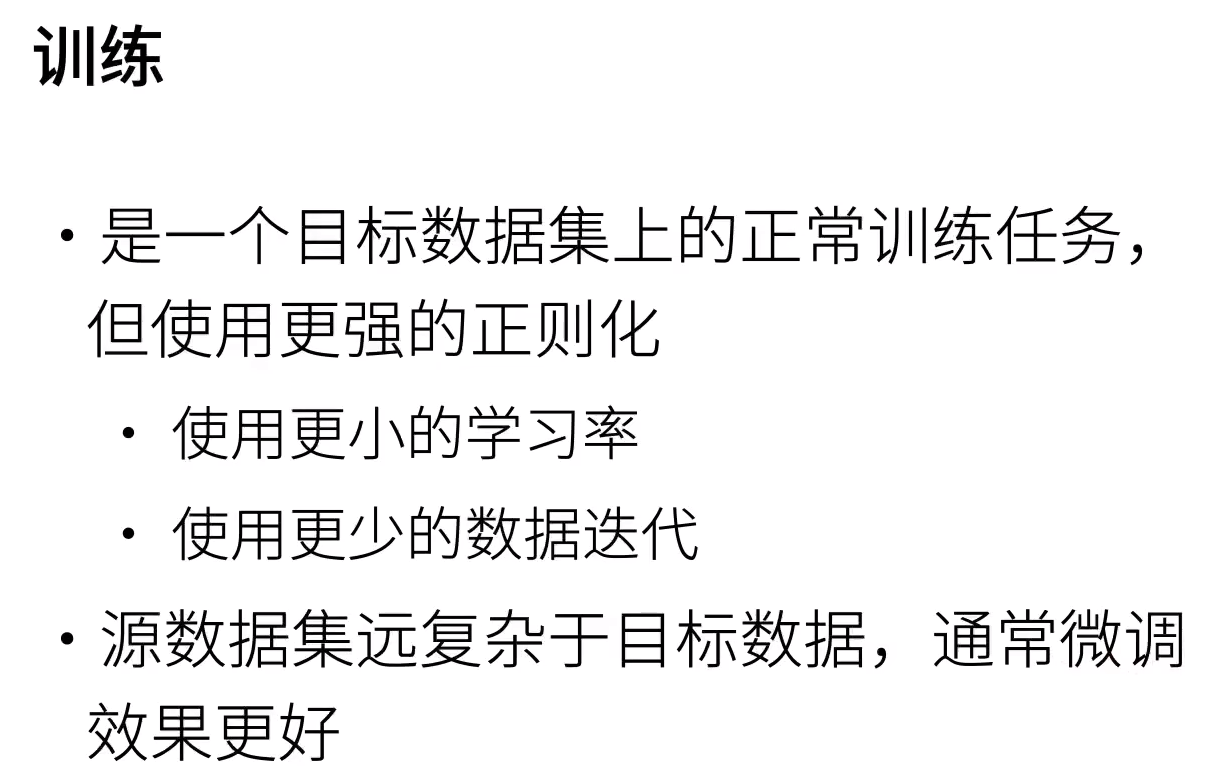 训练
• 是一个目标数据集上的正常训练任务，
但使用更强的正则化
• 使用更小的学习率
• 使用更少的数据迭代
• 源数据集远复杂于目标数据，通常微调
效果更好